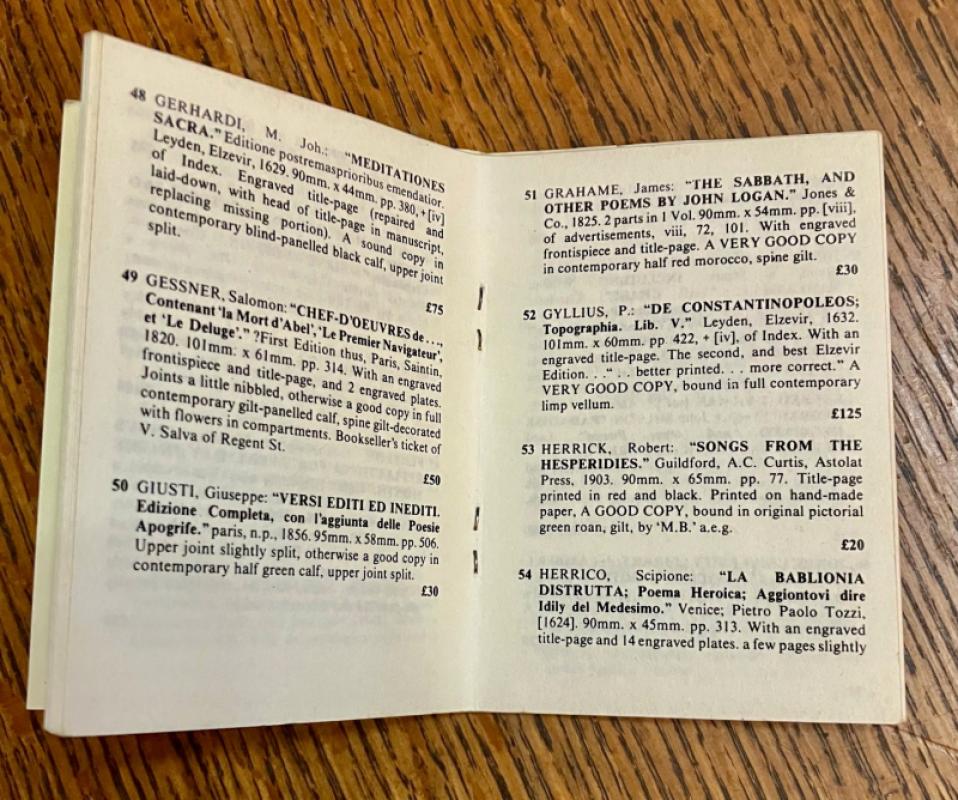 48 GERHARDI, M. Joh.: "MEDITATIONES
SACRA." Editione postremasprioribus emendatior.
Leyden, Elzevir, 1629. 90mm. x 44mm. pp. 380, + [iv]
of Index. Engraved title-page (repaired and
laid-down, with head of title-page in manuscript,
replacing missing portion). A sound copy in
contemporary blind-panelled black calf, upper joint
split.
£75
49 GESSNER, Salomon: "CHEF-D'OEUVRES de . . .,
Contenant 'la Mort d'Abel', 'Le Premier Navigateur',
et 'Le Deluge'." ?First Edition thus, Paris, Saintin,
1820. 101mm. x 61mm. pp. 314. With an engraved
frontispiece and title-page, and 2 engraved plates.
Joints a little nibbled, otherwise a good copy in full
contemporary gilt-panelled calf, spine gilt-decorated
with flowers in compartments. Bookseller's ticket of
V. Salva of Regent St.
£50
50 GIUSTI, Giuseppe: "VERSI EDITI ED INEDITI.
Edizione Completa, con l'aggiunta delle Poesie
Apogrife." paris, n.p., 1856. 95mm. x 58mm. pp. 506.
Upper joint slightly split, otherwise a good copy in
contemporary half green calf, upper joint split.
£30
51 GRAHAME, James: "THE SABBATH, AND
OTHER POEMS BY JOHN LOGAN." Jones &
Co., 1825. 2 parts in 1 Vol. 90mm. x 54mm. pp. [viii],
of advertisements, viii, 72, 101. With engraved
frontispiece and title-page. A VERY GOOD COPY
in contemporary half red morocco, spine gilt.
£30
52 GYLLIUS, P.: "DE CONSTANTINOPOLEOS;
Topographia. Lib. V." Leyden, Elzevir, 1632.
101mm. x 60mm. pp. 422, + [iv], of Index. With an
engraved title-page. The second, and best Elzevir
Edition. . ." . . better printed. . . more correct." A
VERY GOOD COPY, bound in full contemporary
limp vellum.
£125
53 HERRICK, Robert: "SONGS FROM THE
HESPERIDIES." Guildford, A.C. Curtis, Astolat
Press, 1903. 90mm. x 65mm. pp. 77. Title-page
printed in red and black. Printed on hand-made
paper, A GOOD COPY, bound in original pictorial
green roan, gilt, by 'M.B.' a.e.g.
£20
54 HERRICO, Scipione: "LA BABLIONIA
DISTRUTTA; Poema Heroica; Aggiontovi dire
Idily del Medesimo." Venice; Pietro Paolo Tozzi,
[1624]. 90mm. x 45mm. pp. 313. With an engraved
title-page and 14 engraved plates. a few pages slightly